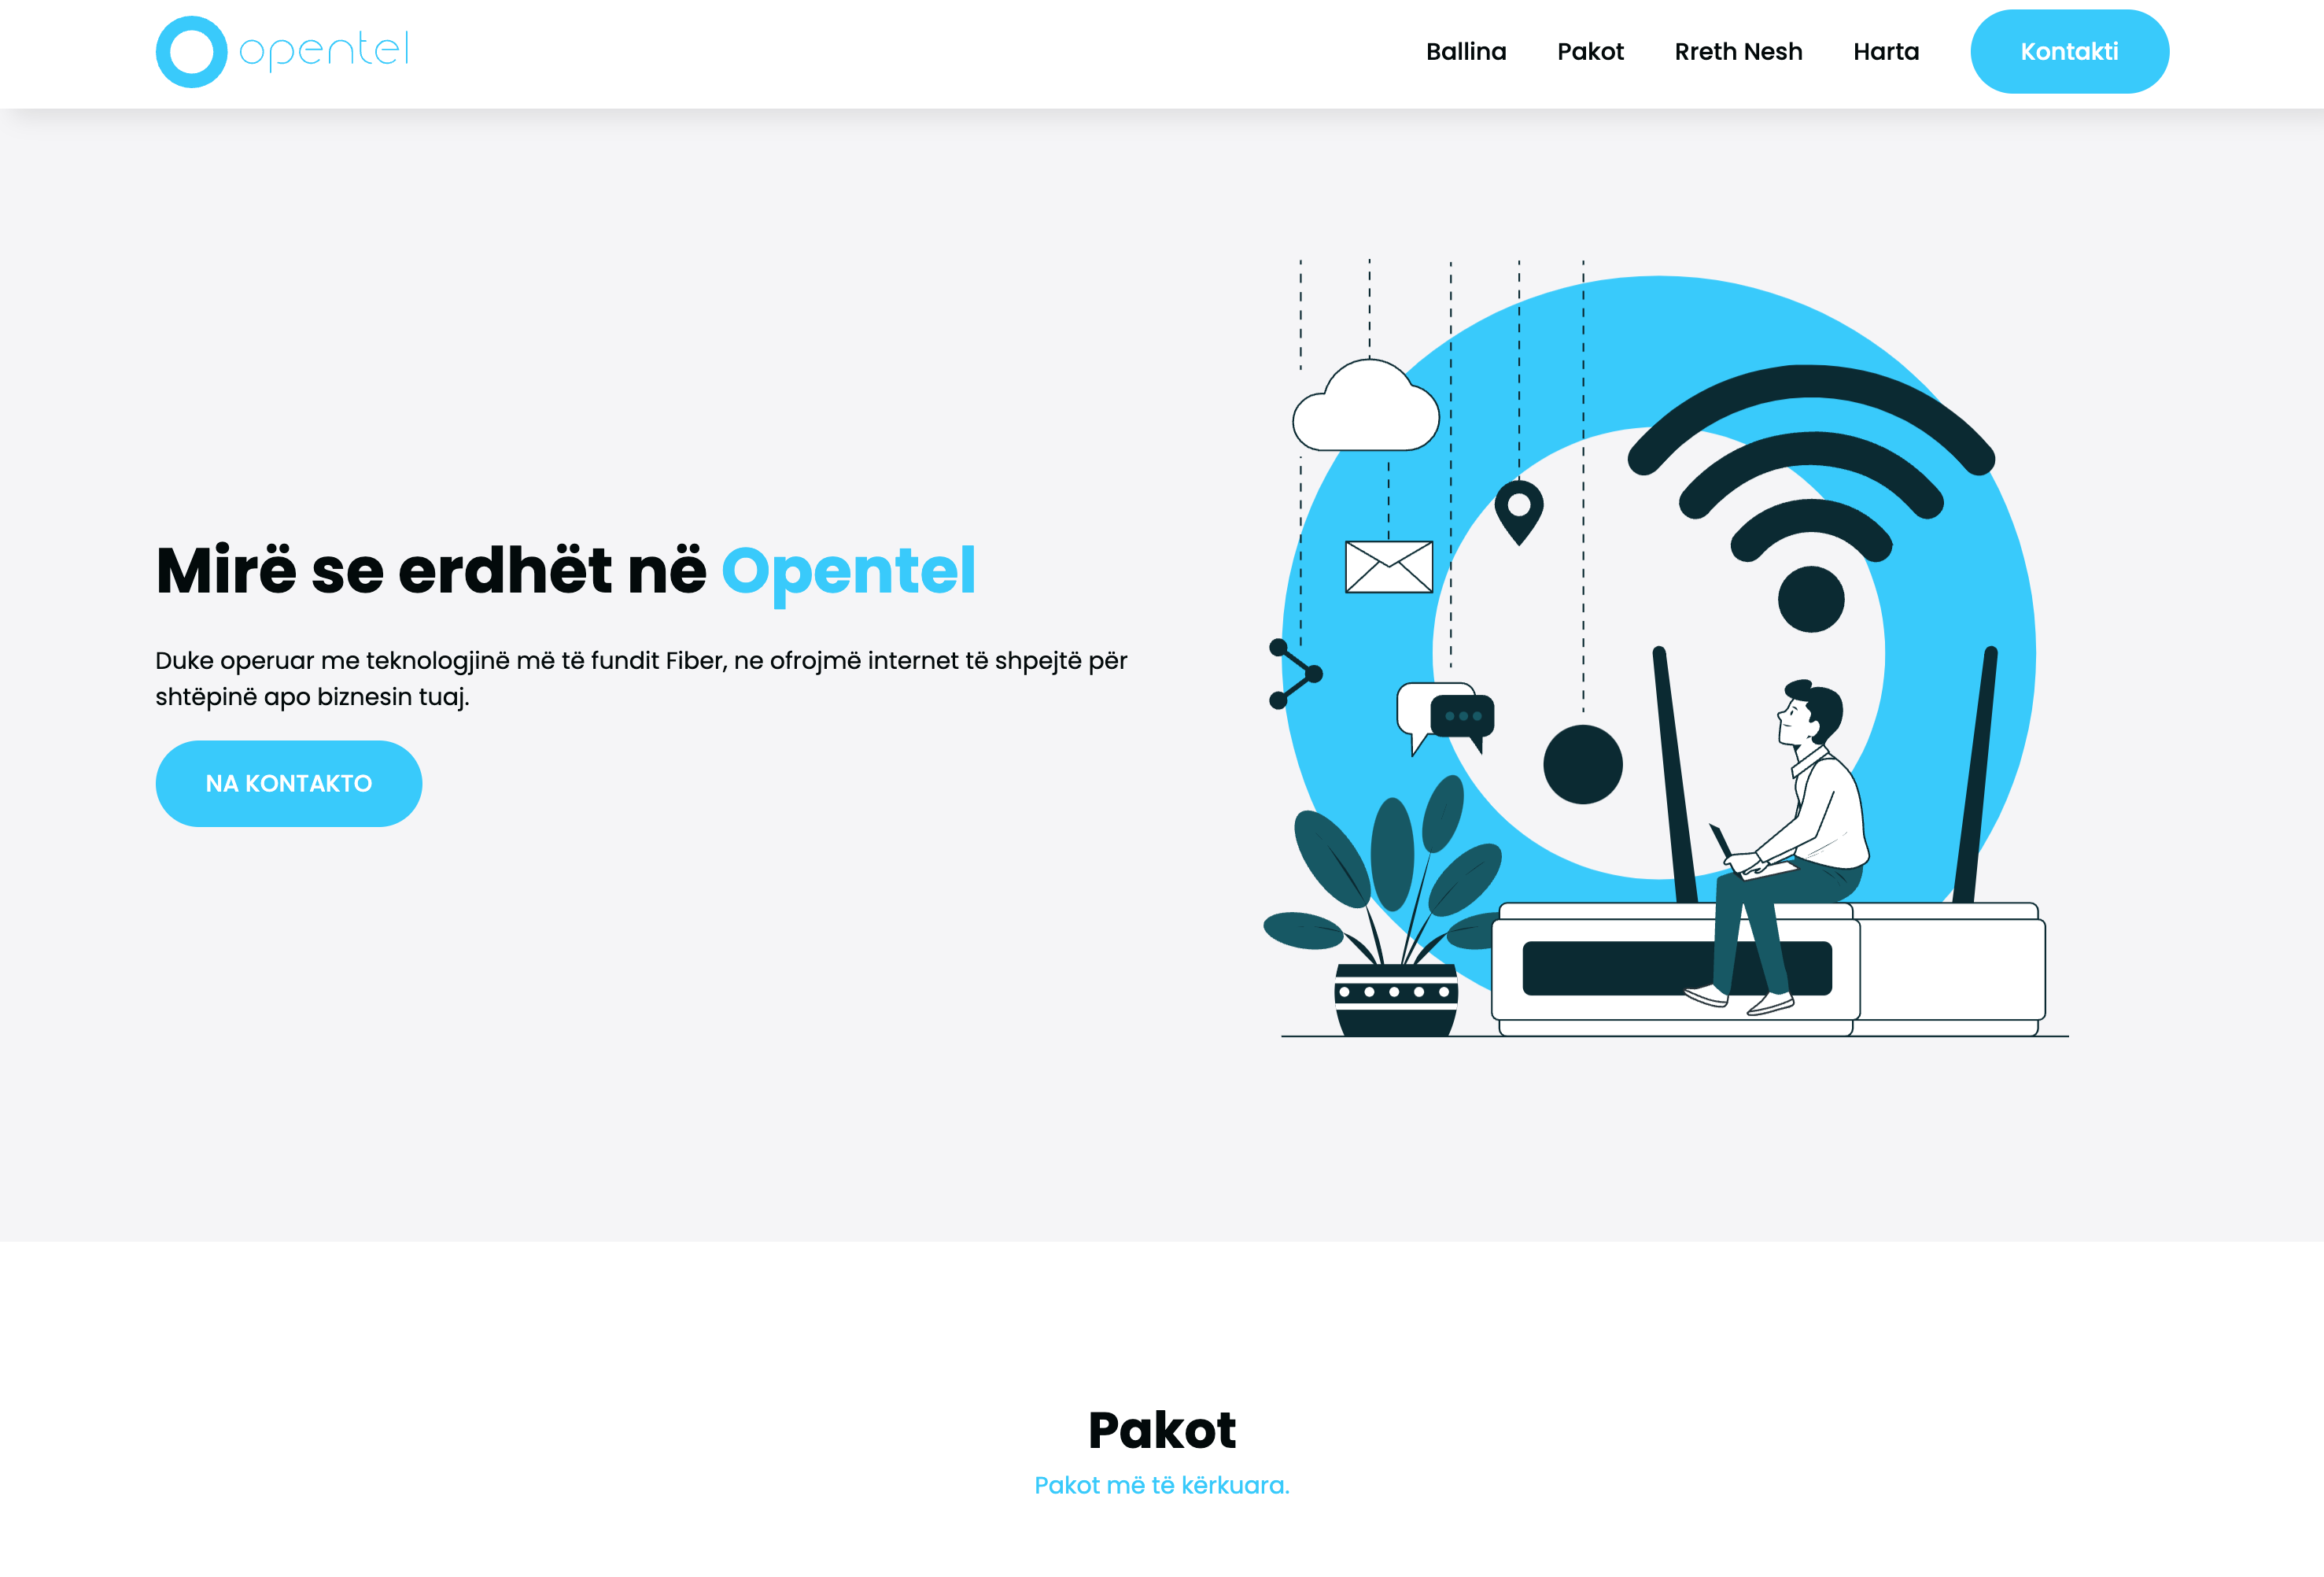 opentel
Ballina
Pakot
Rreth Nesh
Harta
Kontakti
Mirë se erdhët në Opentel
Duke operuar me teknologjinë më të fundit Fiber, ne ofrojmë internet të shpejtë për
shtëpinë apo biznesin tuaj.
NA KONTAKTO
Pakot
Pakot më të kërkuara.